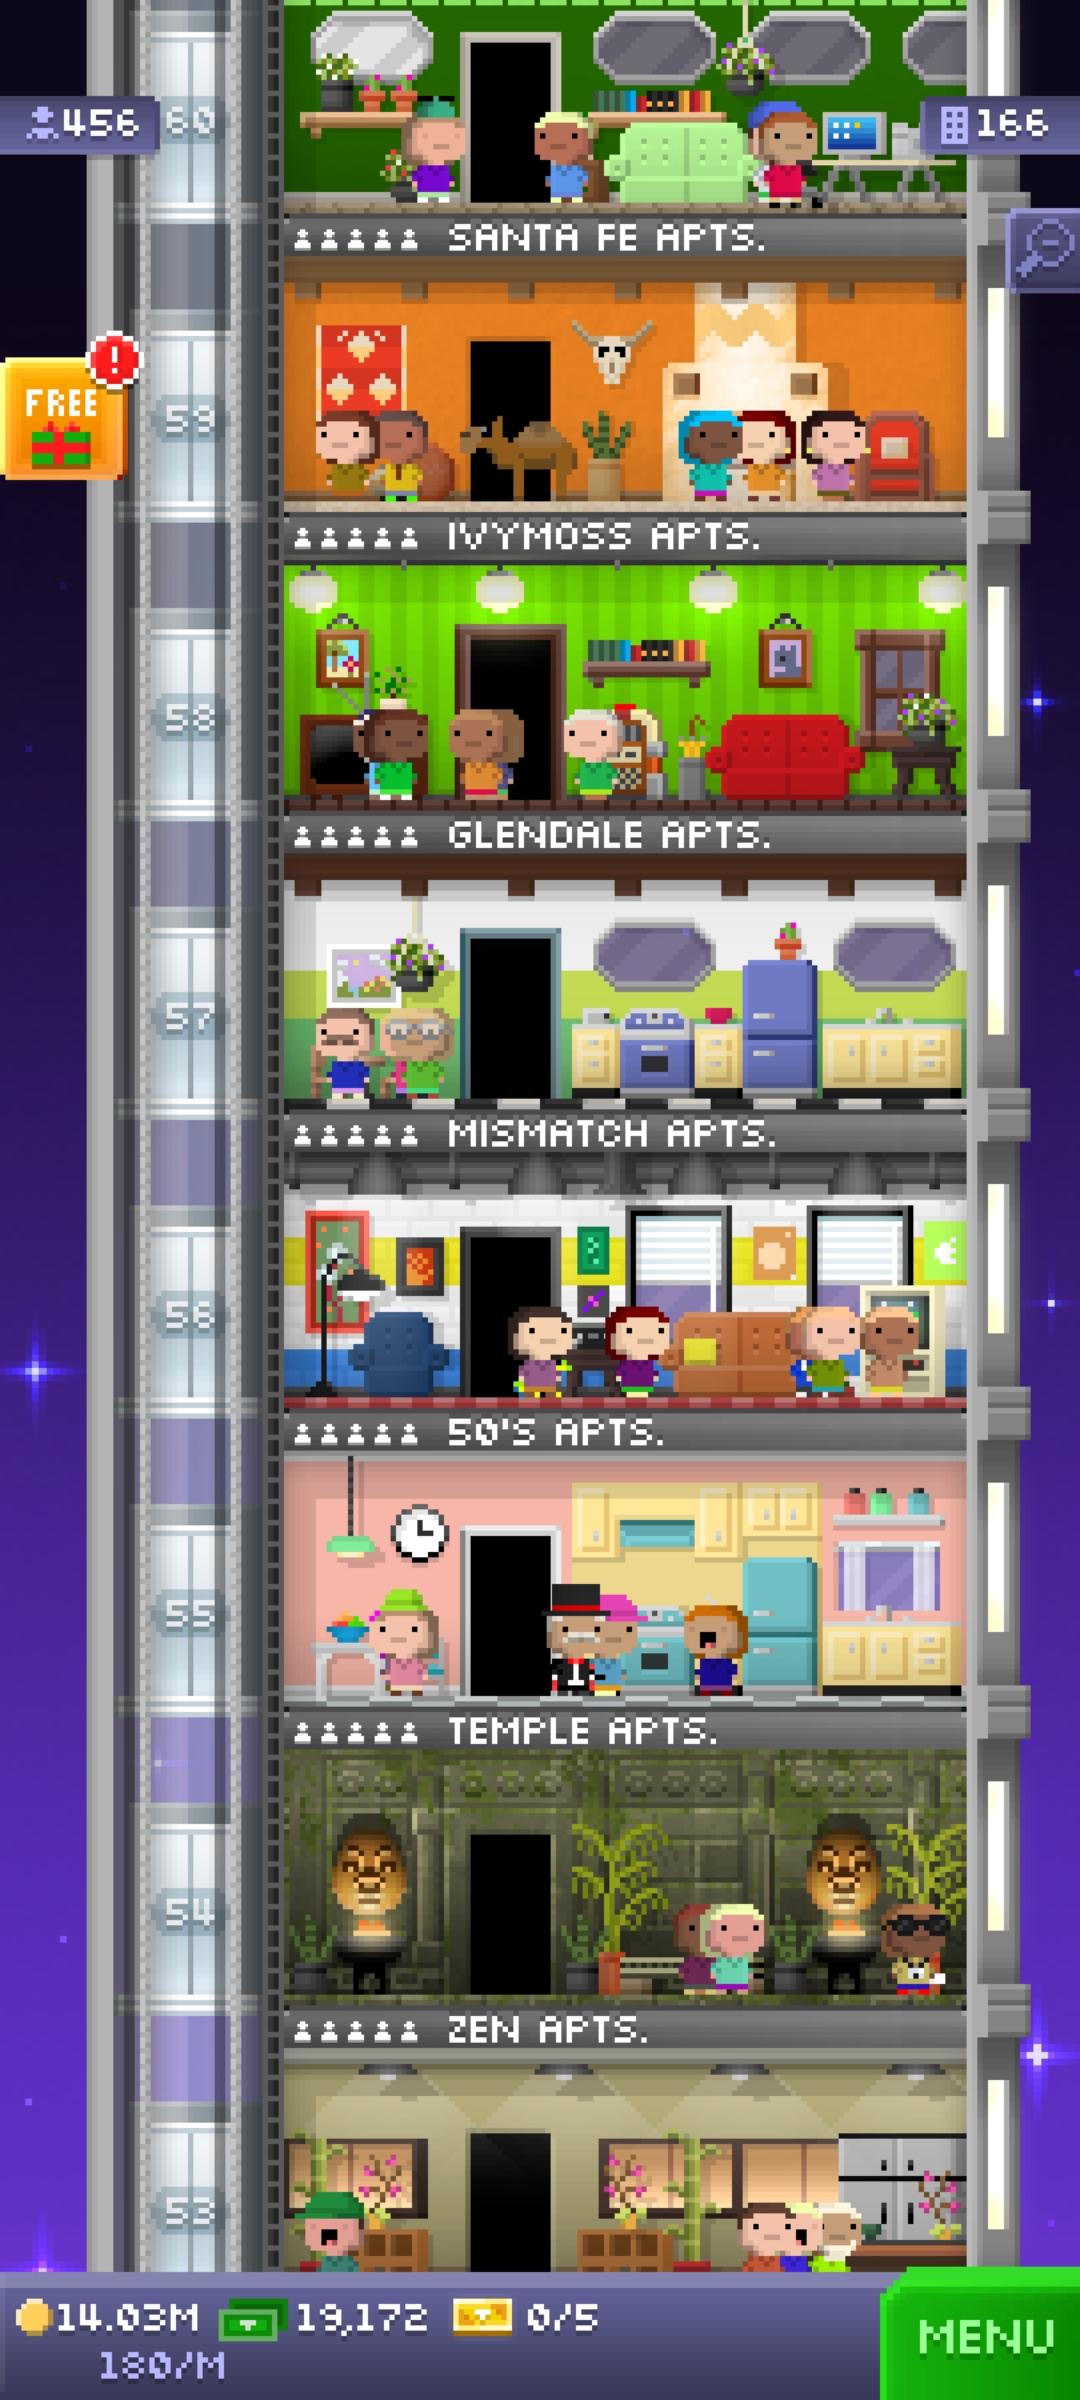 456
60
166
SANTA FE APTS.
FREE
!
59
IVYMOSS APTS.
58
GLENDALE APTS.
57
MISMATCH APTS.
56
50'S APTS.
55
TEMPLE APTS.
54
ZEN APTS.
53
14.03M 19,172 0/5
180/M
MENU